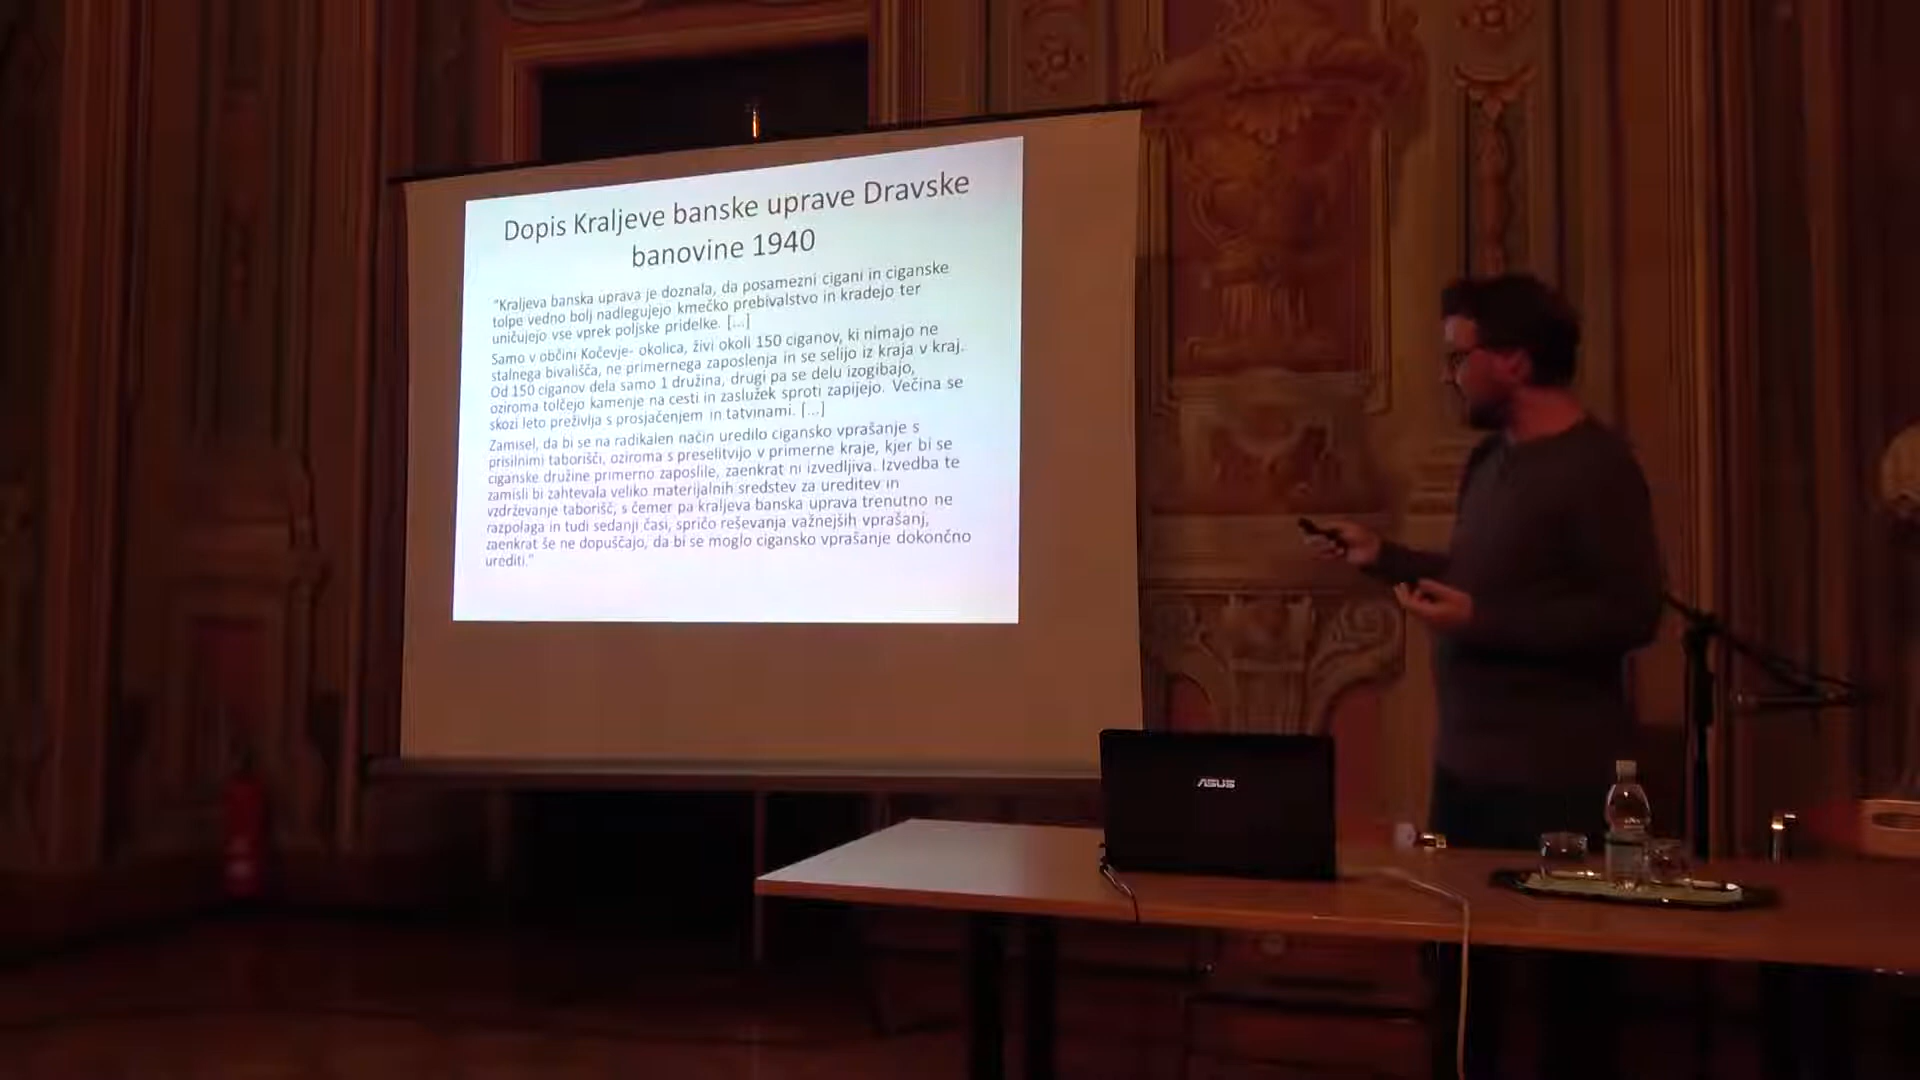 Dopis Kraljeve banske uprave Dravske
banovine 1940
"Kraljeva banska uprava je doznala, da posamezni cigani in ciganske
tolpe vedno bolj nadlegujejo kmečko prebivalstvo in kradejo ter
uničujejo vse vprek poljske pridelke. [...]
Samo v občini Kočevje- okolica, živi okoli 150 ciganov, ki nimajo ne
stalnega bivališča, ne primernega zaposlenja in se selijo iz kraja v kraj.
Od 150 ciganov dela samo 1 družina, drugi pa se delu izogibajo,
oziroma tolčejo kamenje na cesti in zaslužek sproti zapijejo. Večina se
skozi leto preživlja s prosjačenjem in tatvinami. [...]
Zamisel, da bi se na radikalen način uredilo cigansko vprašanje s
prisilnimi taborišči, oziroma s preselitvijo v primerne kraje, kjer bi se
ciganske družine primerno zaposlile, zaenkrat ni izvedljiva. Izvedba te
zamisli bi zahtevala veliko materijalnih sredstev za ureditev in
vzdrževanje taborišč, s čemer pa kraljeva banska uprava trenutno ne
razpolaga in tudi sedanji časi, spričo reševanja važnejših vprašanj,
zaenkrat še ne dopuščajo, da bi se moglo cigansko vprašanje dokončno
urediti."
ASUS